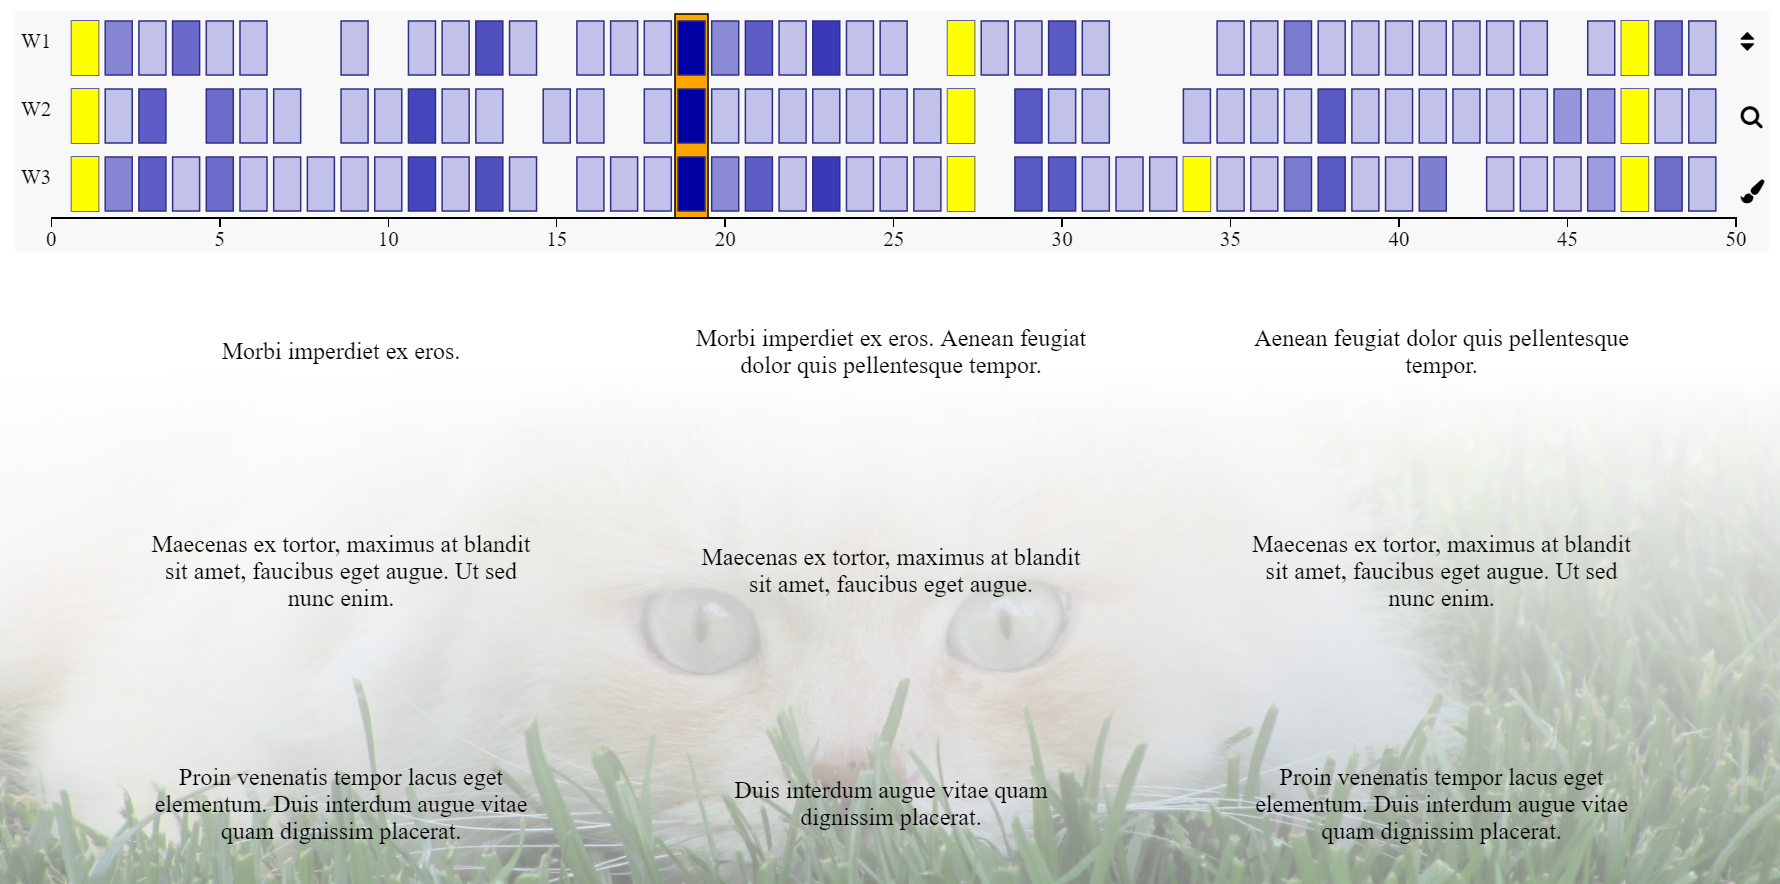 W1
W2
W3
0 5 10 15 20 25 30 35 40 45 50
Morbi imperdiet ex eros.
Morbi imperdiet ex eros. Aenean feugiat
dolor quis pellentesque tempor.
Aenean feugiat dolor quis pellentesque
tempor.
Maecenas ex tortor, maximus at blandit
sit amet, faucibus eget augue. Ut sed
nunc enim.
Maecenas ex tortor, maximus at blandit
sit amet, faucibus eget augue.
Maecenas ex tortor, maximus at blandit
sit amet, faucibus eget augue. Ut sed
nunc enim.
Proin venenatis tempor lacus eget
elementum. Duis interdum augue vitae
quam dignissim placerat.
Duis interdum augue vitae quam
dignissim placerat.
Proin venenatis tempor lacus eget
elementum. Duis interdum augue vitae
quam dignissim placerat.